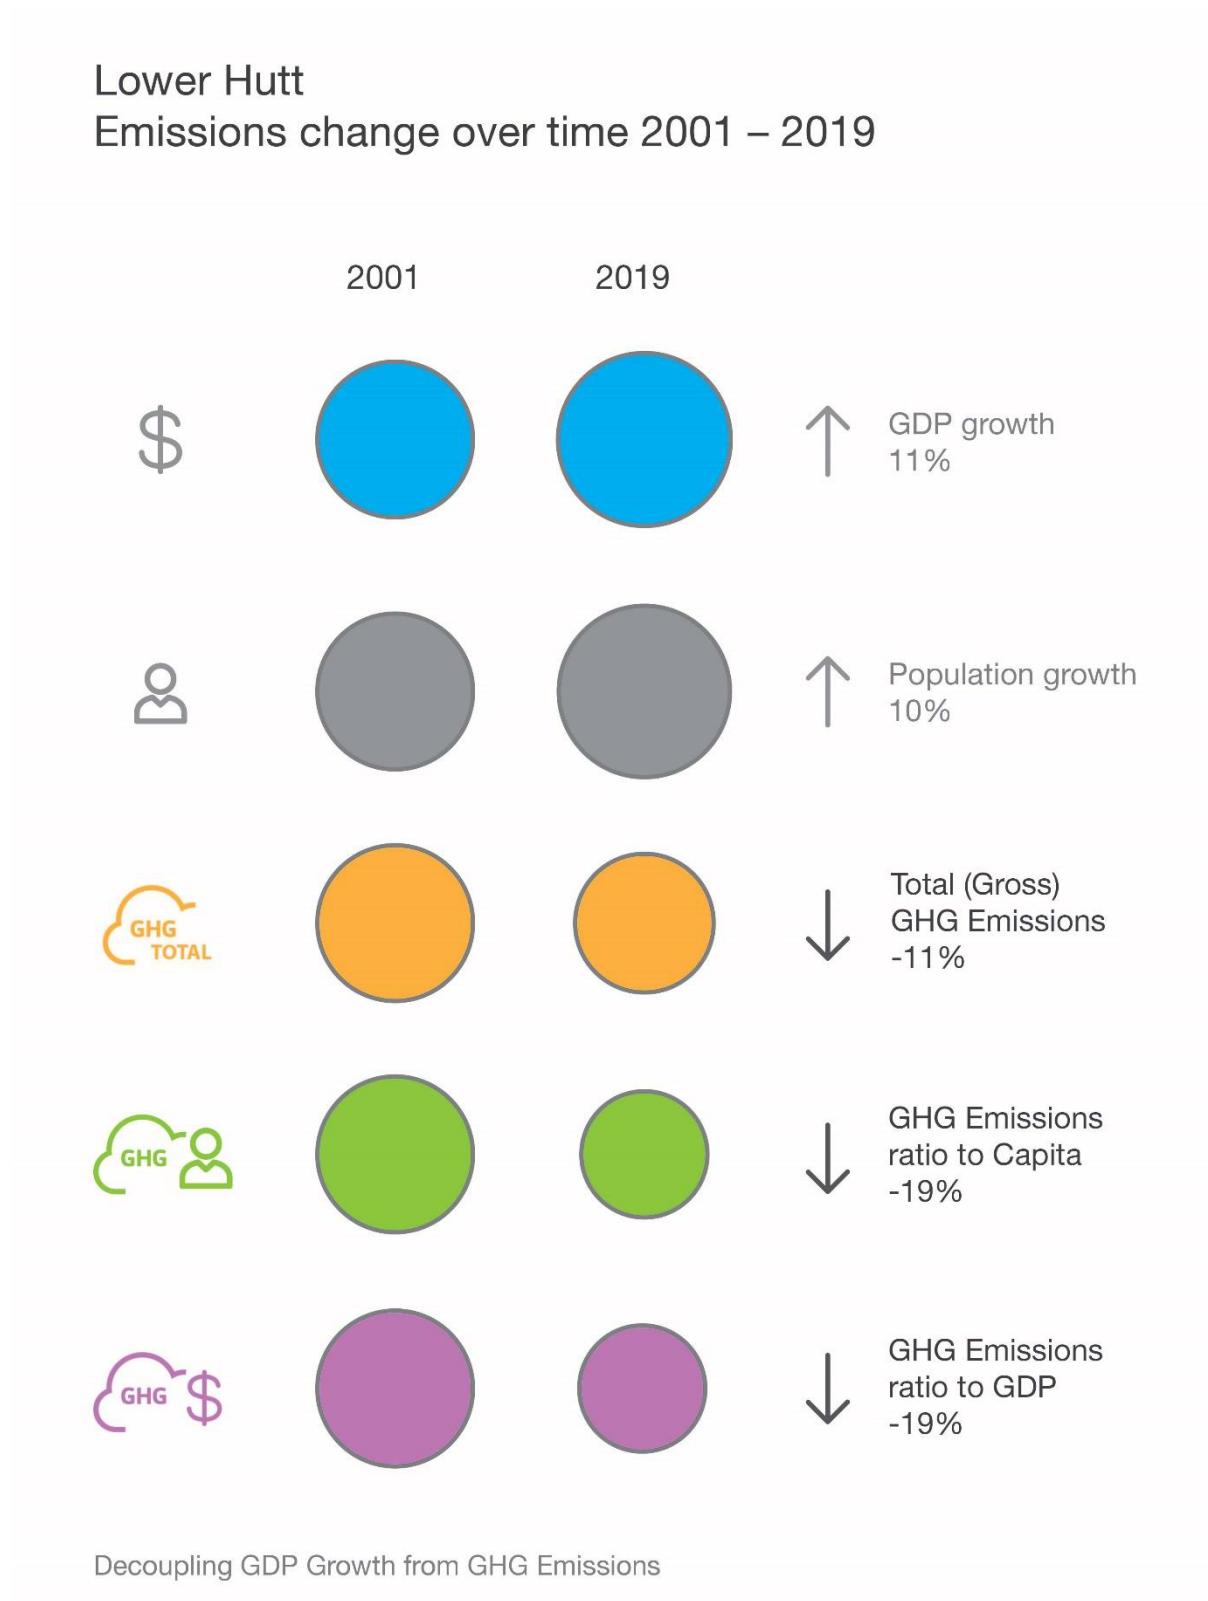 Lower Hutt
Emissions change over time 2001 – 2019
2001
2019
$
GDP growth
11%
Population growth
10%
GHG
TOTAL
Total (Gross)
GHG Emissions
-11%
GHG
GHG Emissions
ratio to Capita
-19%
GHG $
GHG Emissions
ratio to GDP
-19%
Decoupling GDP Growth from GHG Emissions